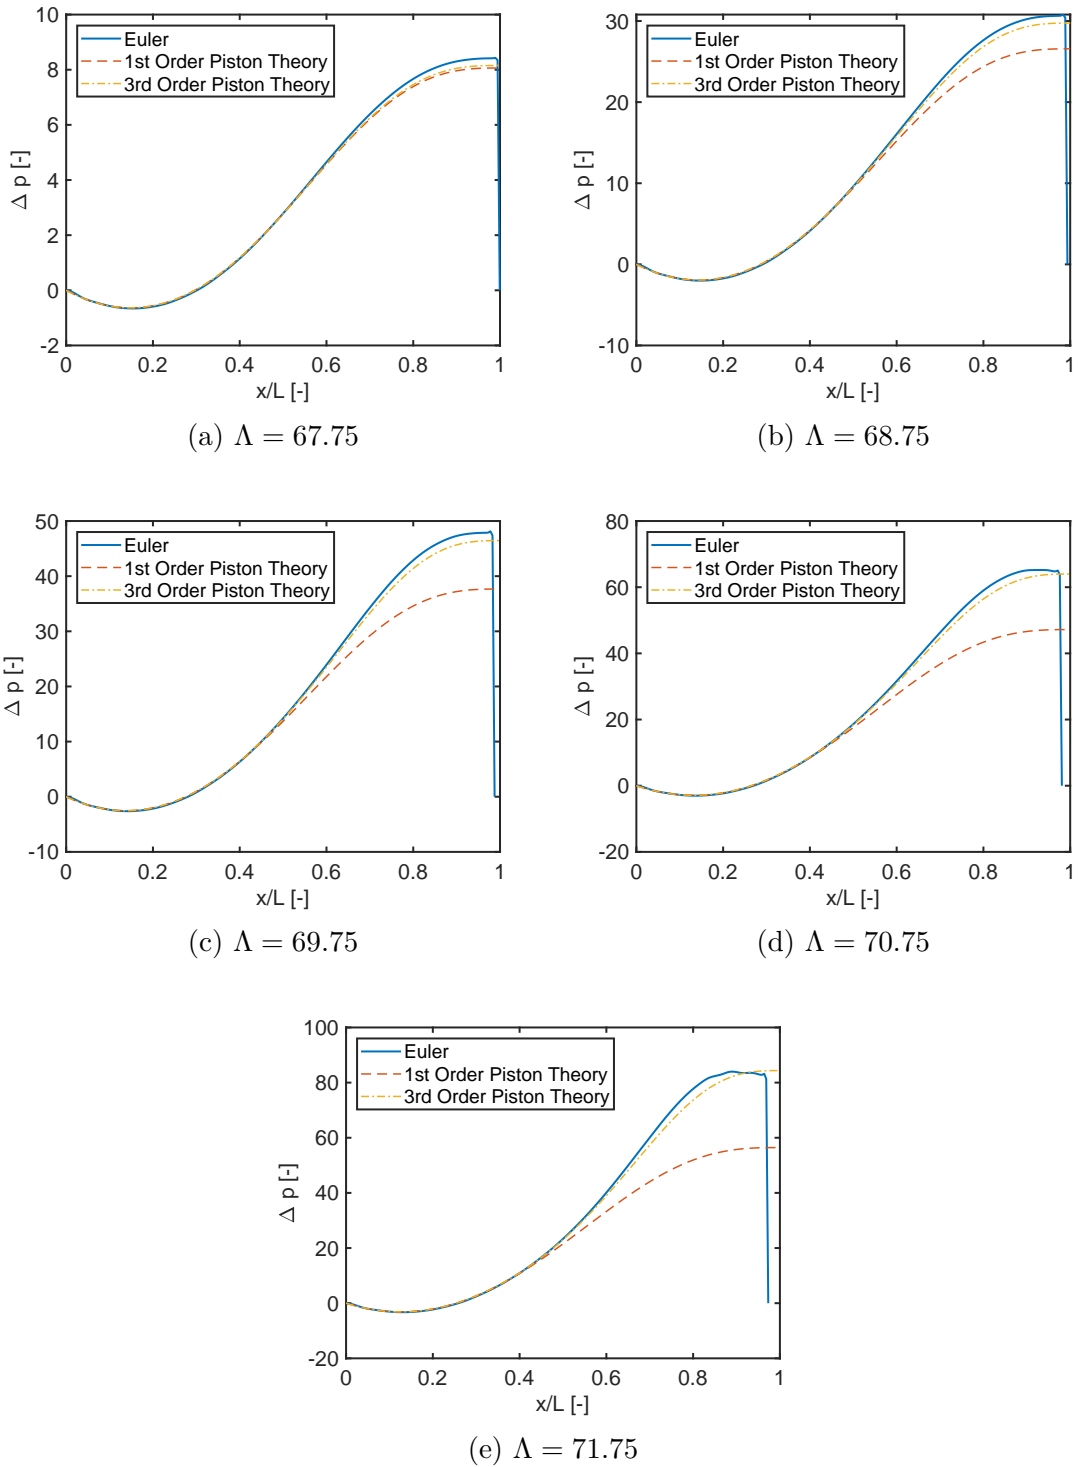 10
8
6
4
2
0
-2
Δ p [-]
Euler
1st Order Piston Theory
3rd Order Piston Theory
0 0.2 0.4 0.6 0.8 1
x/L [-]
(a) Λ = 67.75
30
20
10
0
-10
Δ p [-]
Euler
1st Order Piston Theory
3rd Order Piston Theory
0 0.2 0.4 0.6 0.8 1
x/L [-]
(b) Λ = 68.75
50
40
30
20
10
0
-10
Δ p [-]
Euler
1st Order Piston Theory
3rd Order Piston Theory
0 0.2 0.4 0.6 0.8 1
x/L [-]
(c) Λ = 69.75
80
60
40
20
0
-20
Δ p [-]
Euler
1st Order Piston Theory
3rd Order Piston Theory
0 0.2 0.4 0.6 0.8 1
x/L [-]
(d) Λ = 70.75
100
80
60
40
20
0
-20
Δ p [-]
Euler
1st Order Piston Theory
3rd Order Piston Theory
0 0.2 0.4 0.6 0.8 1
x/L [-]
(e) Λ = 71.75